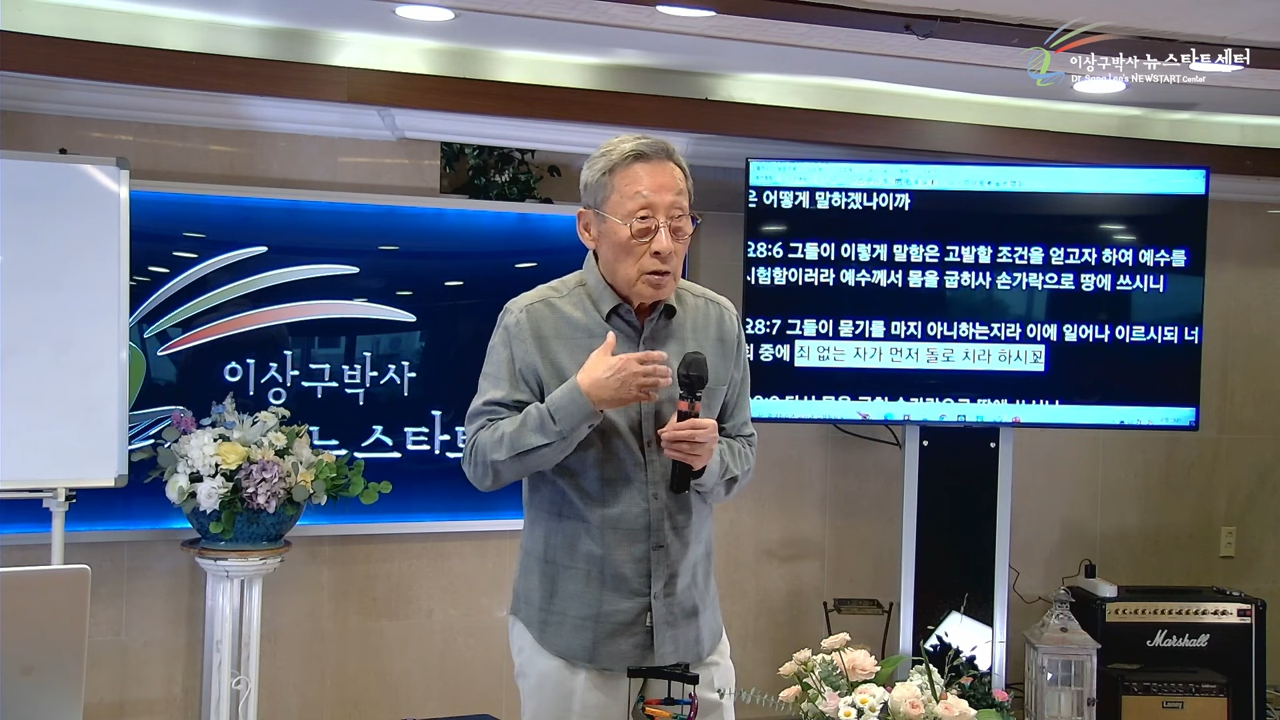 이상구박사 뉴스타트센터
Dr. Sang Lee's NEWSTART Center
은 어떻게 말하겠나이까
요8:6 그들이 이렇게 말함은 고발할 조건을 얻고자 하여 예수를
시험함이러라 예수께서 몸을 굽히사 손가락으로 땅에 쓰시니
요8:7 그들이 묻기를 마지 아니하는지라 이에 일어나 이르시되 너
희 중에 죄 없는 자가 먼저 돌로 치라 하시꼬
이상구박사
뉴스타트
Marshall
Laney